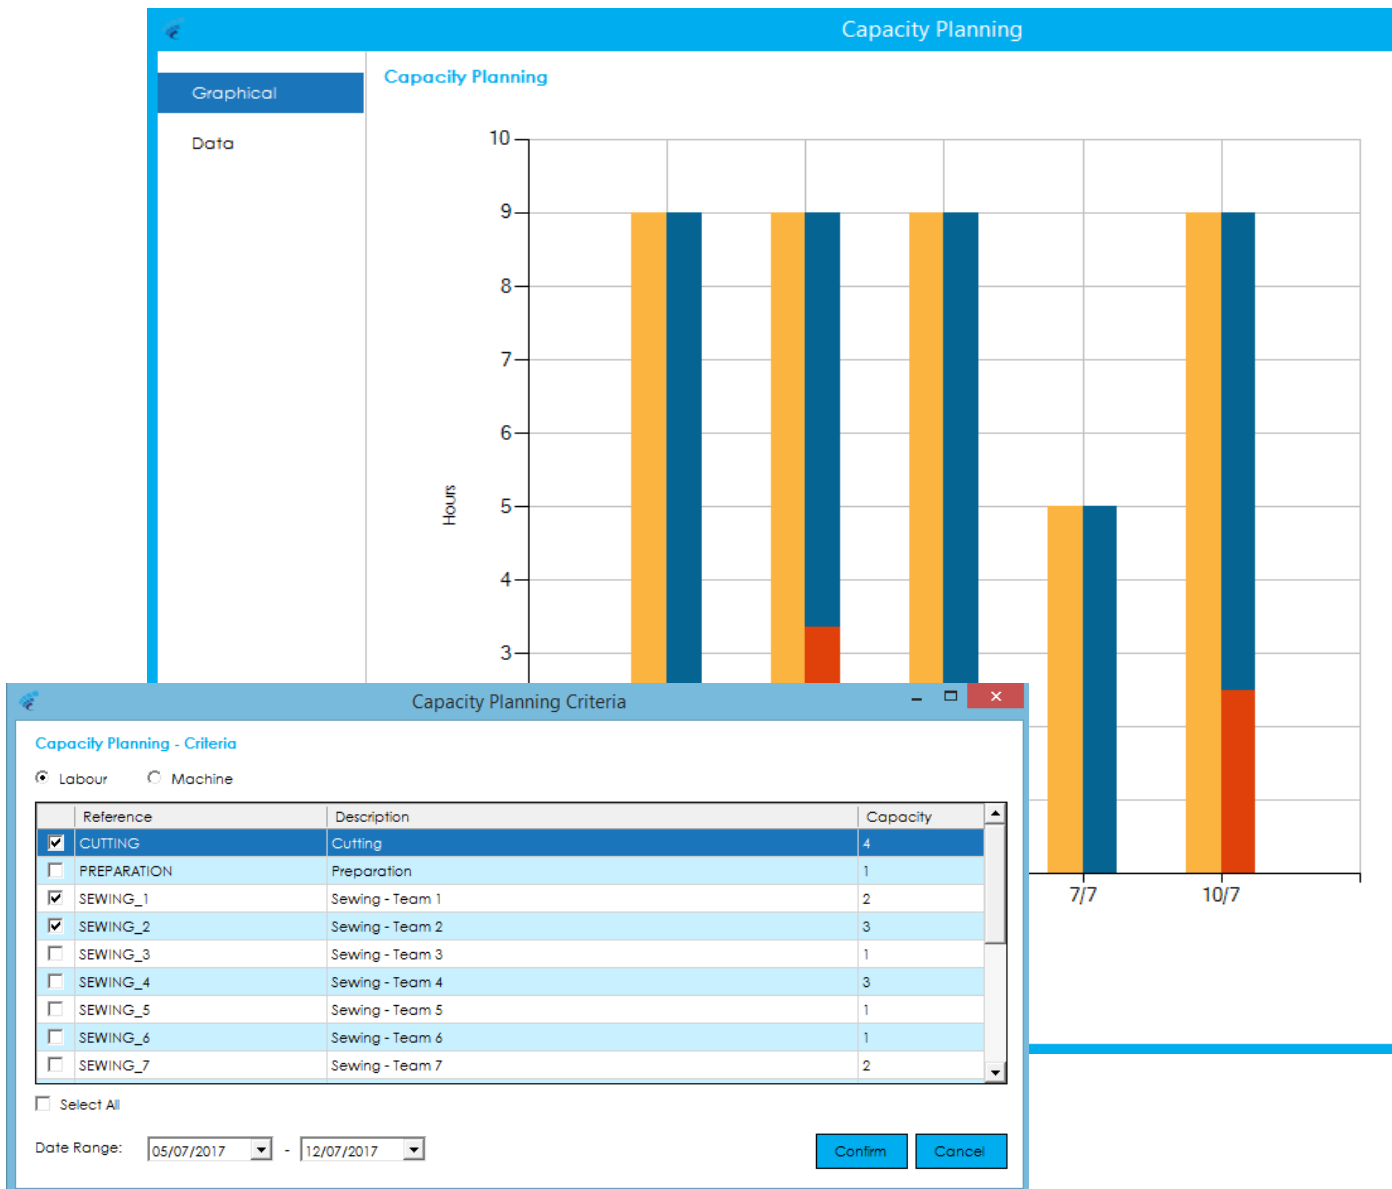 Capacity Planning
Graphical
Data
Capacity Planning
10
9
8
7
6
5
4
3
Hours
7/7
10/7
Capacity Planning Criteria
Capacity Planning - Criteria
Labour Machine
Reference Description Capacity
CUTTING Cutting 4
PREPARATION Preparation 1
SEWING_1 Sewing - Team 1 2
SEWING_2 Sewing - Team 2 3
SEWING_3 Sewing - Team 3 1
SEWING_4 Sewing - Team 4 3
SEWING_5 Sewing - Team 5 1
SEWING_6 Sewing - Team 6 1
SEWING_7 Sewing - Team 7 2
Select All
Date Range: 05/07/2017 - 12/07/2017
Confirm Cancel